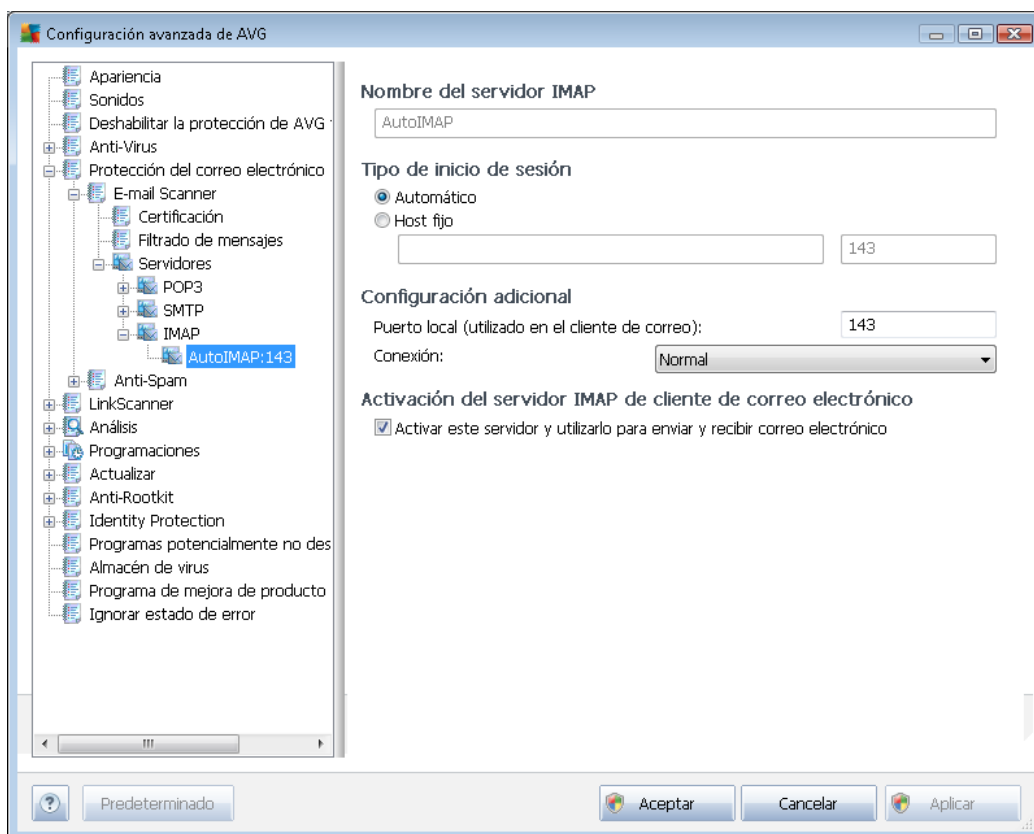 Configuración avanzada de AVG
Apariencia
Sonidos
Deshabilitar la protección de AVG
Anti-Virus
Protección del correo electrónico
E-mail Scanner
Certificación
Filtrado de mensajes
Servidores
POP3
SMTP
IMAP
AutoIMAP:143
Anti-Spam
LinkScanner
Análisis
Programaciones
Actualizar
Anti-Rootkit
Identity Protection
Programas potencialmente no des
Almacén de virus
Programa de mejora de producto
Ignorar estado de error
Nombre del servidor IMAP
AutoIMAP
Tipo de inicio de sesión
Automático
Host fijo
143
Configuración adicional
Puerto local (utilizado en el cliente de correo): 143
Conexión: Normal
Activación del servidor IMAP de cliente de correo electrónico
Activar este servidor y utilizarlo para enviar y recibir correo electrónico
? Predeterminado Aceptar Cancelar Aplicar